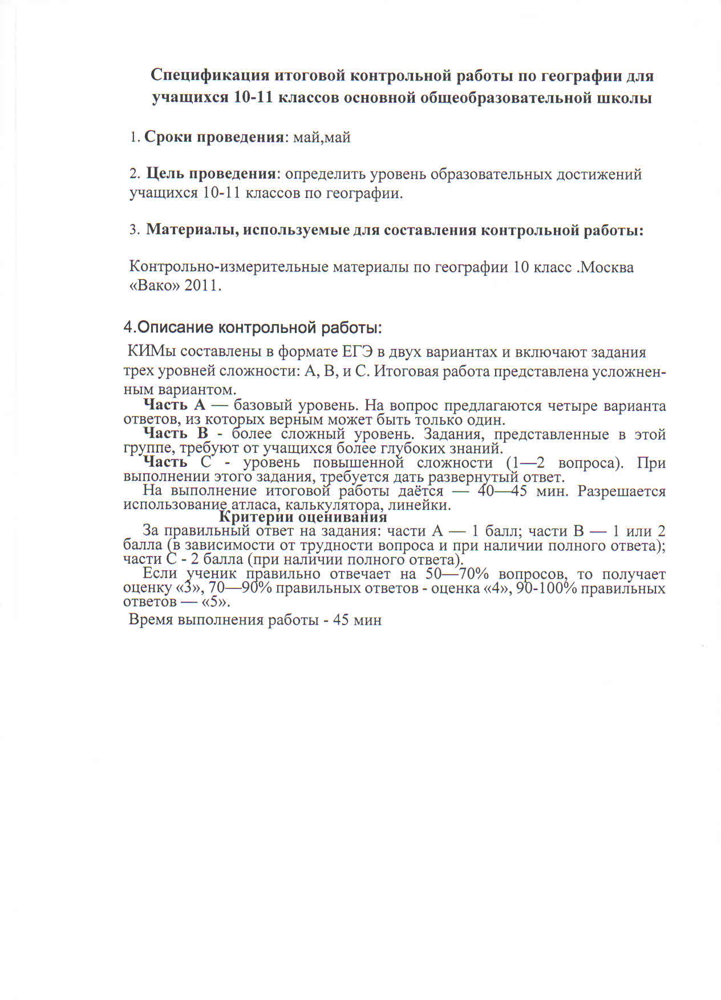 Спецификация итоговой контрольной работы по географии для
учащихся 10-11 классов основной общеобразовательной школы
1. Сроки проведения: май,май
2. Цель проведения: определить уровень образовательных достижений
учащихся 10-11 классов по географии.
3. Материалы, используемые для составления контрольной работы:
Контрольно-измерительные материалы по географии 10 класс .Москва
«Вако» 2011.
4.Описание контрольной работы:
КИМы составлены в формате ЕГЭ в двух вариантах и включают задания
трех уровней сложности: А, В, и С. Итоговая работа представлена усложнен-
ным вариантом.
Часть А — базовый уровень. На вопрос предлагаются четыре варианта
ответов, из которых верным может быть только один.
Часть В - более сложный уровень. Задания, представленные в этой
группе, требуют от учащихся более глубоких знаний.
Часть С - уровень повышенной сложности (1—2 вопроса). При
выполнении этого задания, требуется дать развернутый ответ.
На выполнение итоговой работы даётся — 40—45 мин. Разрешается
использование атласа, калькулятора, линейки.
Критерии оценивания
За правильный ответ на задания: части А — 1 балл; части В — 1 или 2
балла (в зависимости от трудности вопроса и при наличии полного ответа);
части С - 2 балла (при наличии полного ответа).
Если ученик правильно отвечает на 50—70% вопросов, то получает
оценку «3», 70—90% правильных ответов - оценка «4», 90-100% правильных
ответов — «5».
Время выполнения работы - 45 мин